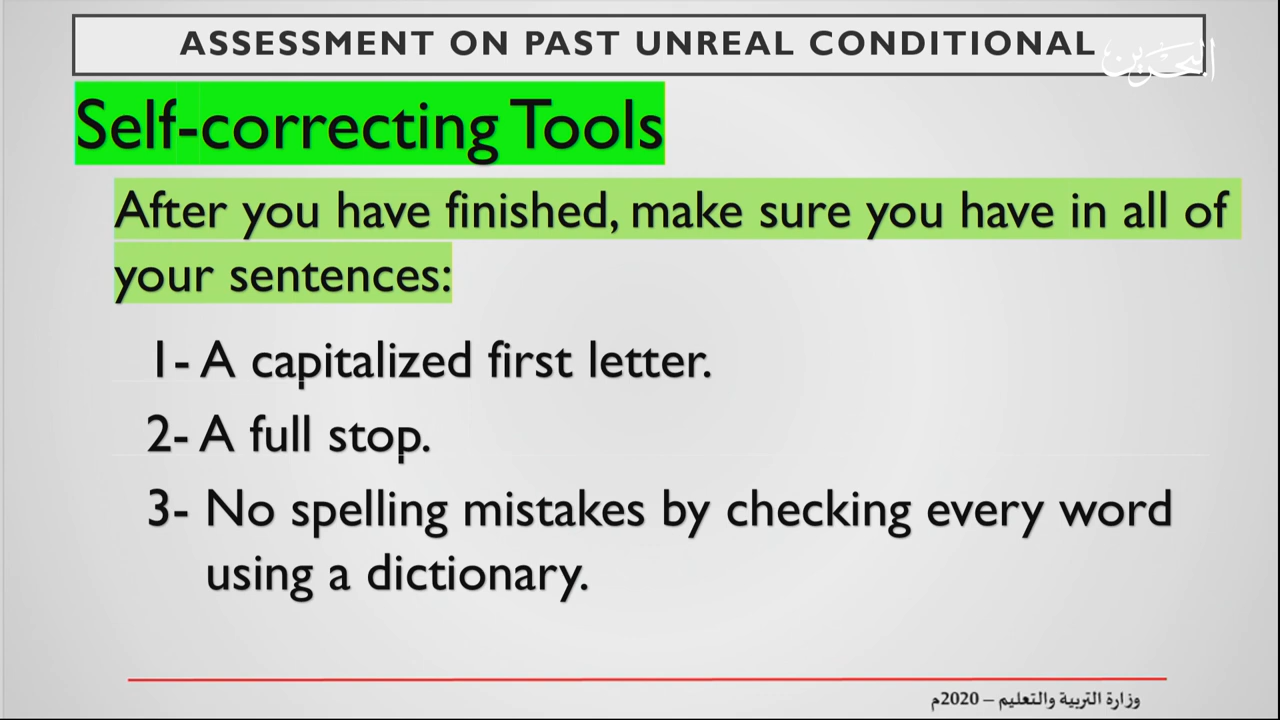 ASSESSMENT ON PAST UNREAL CONDITIONAL
البحرين
Self-correcting Tools
After you have finished, make sure you have in all of
your sentences:
1- A capitalized first letter.
2- A full stop.
3- No spelling mistakes by checking every word
using a dictionary.
وزارة التربية والتعليم – 2020م